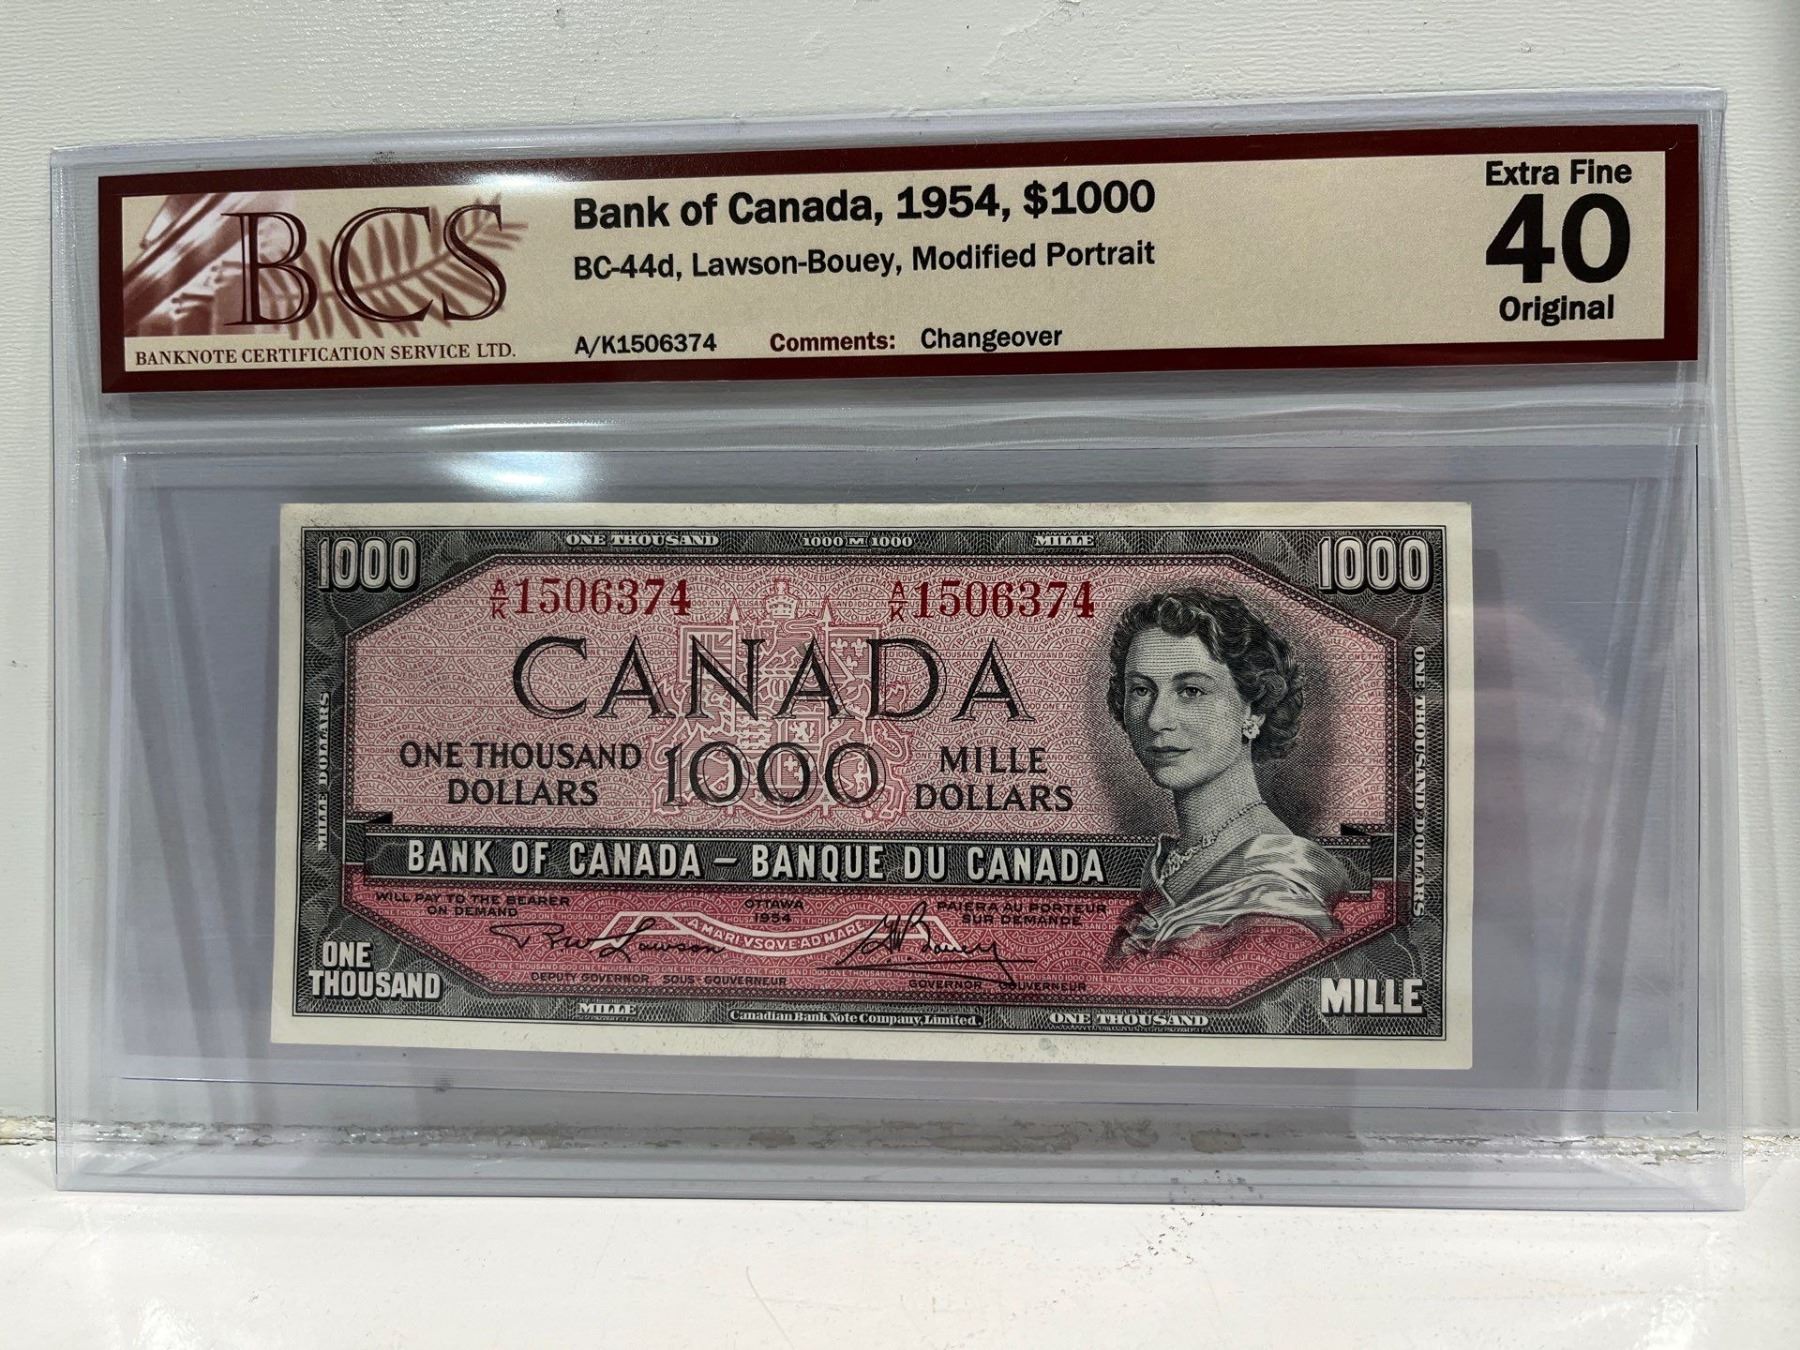 BCS
BANKNOTE CERTIFICATION SERVICE LTD.
Bank of Canada, 1954, $1000
BC-44d, Lawson-Bouey, Modified Portrait
A/K1506374 Comments: Changeover
Extra Fine
40
Original
1000 ONE THOUSAND 1000 M 1000 MILLE 1000
A/K 1506374 A/K 1506374
CANADA
ONE THOUSAND
DOLLARS
1000
MILLE
DOLLARS
MILLE DOLLARS
ONE THOUSAND DOLLARS
BANK OF CANADA – BANQUE DU CANADA
WILL PAY TO THE BEARER
ON DEMAND
OTTAWA
1954
PAIERA AU PORTEUR
SUR DEMANDE
A MARI VSQVE AD MARE
R W Lawson
G K Bouey
DEPUTY GOVERNOR SOUS-GOUVERNEUR
GOVERNOR GOUVERNEUR
ONE
THOUSAND
MILLE
MILLE
Canadian Bank Note Company, Limited.
ONE THOUSAND